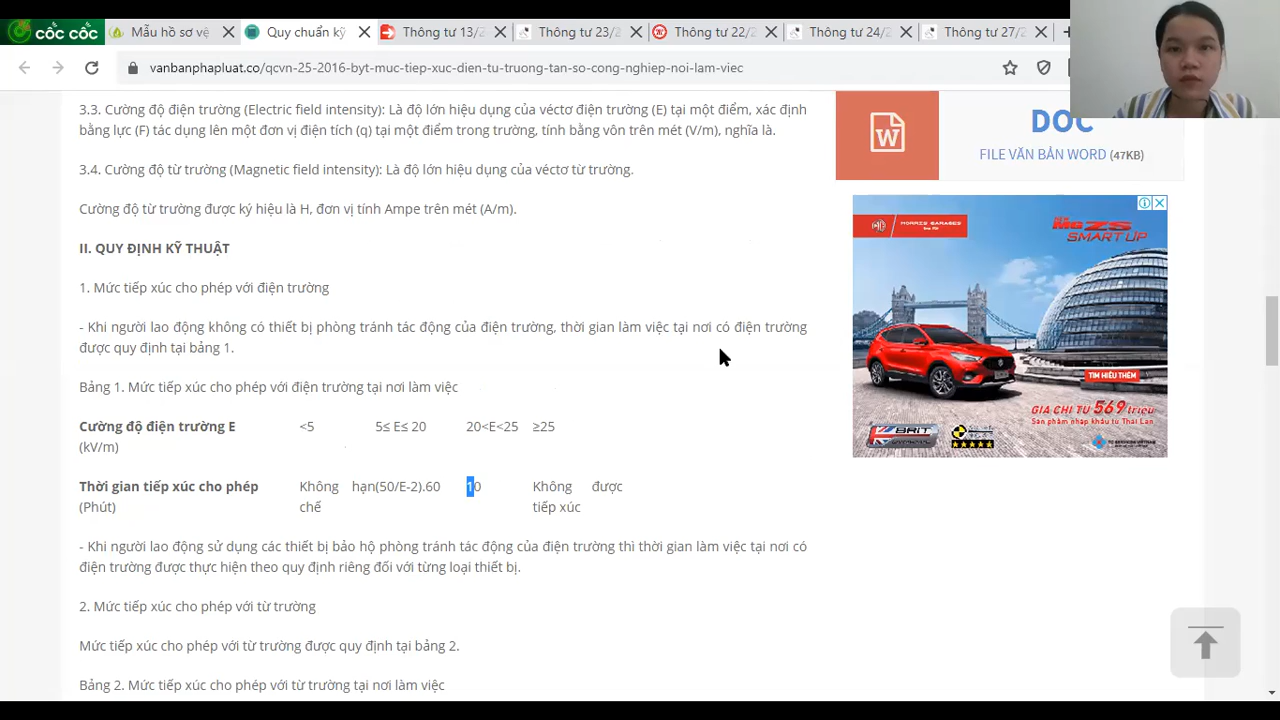 cốc cốc
Mẫu hồ sơ vệ
Quy chuẩn kỹ
Thông tư 13/
Thông tư 23/
Thông tư 22/
Thông tư 24/
Thông tư 27/
vanbanphapluat.co/qcvn-25-2016-byt-muc-tiep-xuc-dien-tu-truong-tan-so-cong-nghiep-noi-lam-viec
3.3. Cường độ điện trường (Electric field intensity): Là độ lớn hiệu dụng của véctơ điện trường (E) tại một điểm, xác định
bằng lực (F) tác dụng lên một đơn vị điện tích (q) tại một điểm trong trường, tính bằng vôn trên mét (V/m), nghĩa là.
3.4. Cường độ từ trường (Magnetic field intensity): Là độ lớn hiệu dụng của véctơ từ trường.
Cường độ từ trường được ký hiệu là H, đơn vị tính Ampe trên mét (A/m).
II. QUY ĐỊNH KỸ THUẬT
1. Mức tiếp xúc cho phép với điện trường
- Khi người lao động không có thiết bị phòng tránh tác động của điện trường, thời gian làm việc tại nơi có điện trường
được quy định tại bảng 1.
Bảng 1. Mức tiếp xúc cho phép với điện trường tại nơi làm việc
Cường độ điện trường E <5 5≤ E≤ 20 20<E<25 ≥25
(kV/m)
Thời gian tiếp xúc cho phép Không hạn(50/E-2).60 10 Không được
(Phút) chế tiếp xúc
- Khi người lao động sử dụng các thiết bị bảo hộ phòng tránh tác động của điện trường thì thời gian làm việc tại nơi có
điện trường được thực hiện theo quy định riêng đối với từng loại thiết bị.
2. Mức tiếp xúc cho phép với từ trường
Mức tiếp xúc cho phép với từ trường được quy định tại bảng 2.
Bảng 2. Mức tiếp xúc cho phép với từ trường tại nơi làm việc
W
DOC
FILE VĂN BẢN WORD (47KB)
MORRIS GARAGES
MG ZS
SMART UP
TÌM HIỂU THÊM
GIÁ CHỈ TỪ 569 triệu
Sản phẩm nhập khẩu từ Thái Lan
BRIT